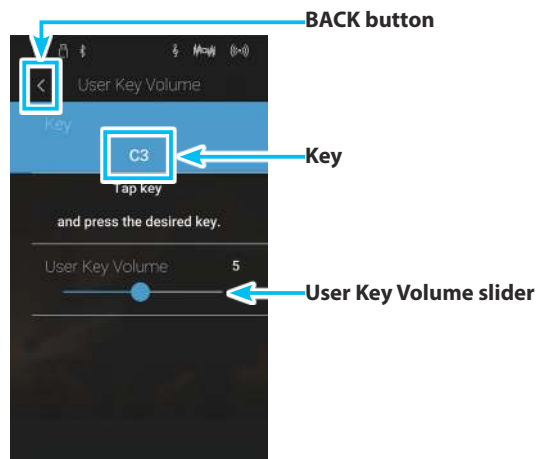 BACK button
User Key Volume
Key
C3
Key
Tap key
and press the desired key.
User Key Volume 5
User Key Volume slider